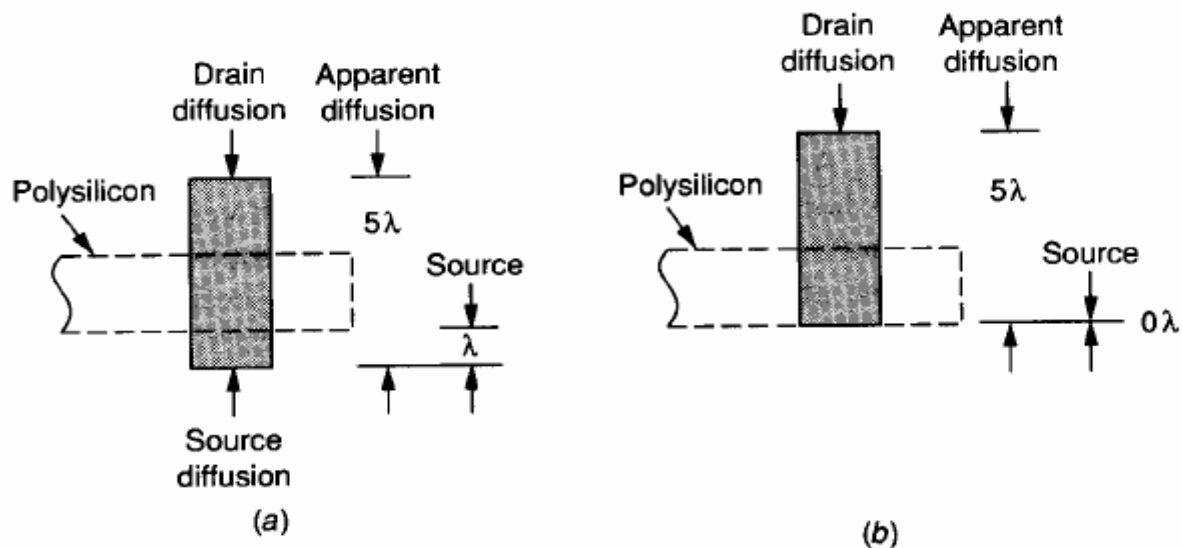 Drain
diffusion
Apparent
diffusion
Polysilicon
5λ
Source
λ
Source
diffusion
(a)
Drain
diffusion
Apparent
diffusion
Polysilicon
5λ
Source
0λ
(b)